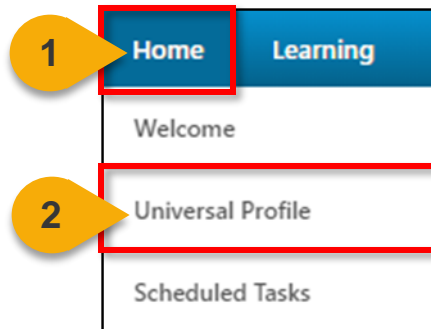 1 Home Learning
Welcome
2 Universal Profile
Scheduled Tasks